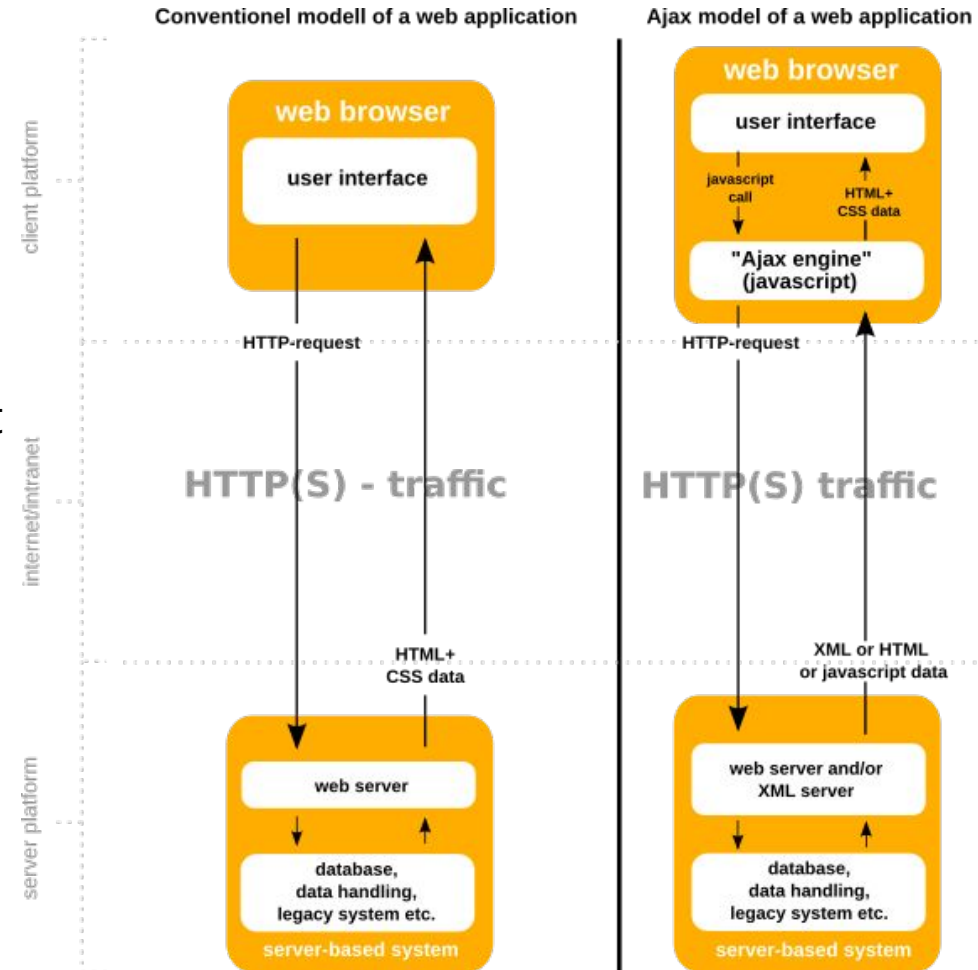 Conventionel modell of a web application
web browser
user interface
HTTP-request
HTTP(S) - traffic
HTML+
CSS data
web server
database,
data handling,
legacy system etc.
server-based system
Ajax model of a web application
web browser
user interface
javascript
call
HTML+
CSS data
"Ajax engine"
(javascript)
HTTP-request
HTTP(S) traffic
XML or HTML
or javascript data
web server and/or
XML server
database,
data handling,
legacy system etc.
server-based system
client platform
internet/intranet
server platform